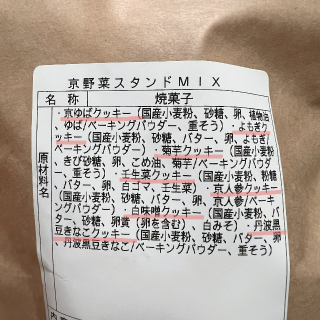 京野菜スタンドMIX
名 称 焼菓子
原材料名
・京ゆばクッキー（国産小麦粉、砂糖、卵、植物油
、ゆば/ベーキングパウダー、重そう）・よもぎク
ッキー（国産小麦粉、砂糖、バター、卵、よもぎ/
ベーキングパウダー）・菊芋クッキー（国産小麦粉
、きび砂糖、卵、こめ油、菊芋/ベーキングパウダー
、重そう）・壬生菜クッキー（国産小麦粉、粉糖
、バター、卵、白ゴマ、壬生菜）・京人参クッキー
（国産小麦粉、砂糖、バター、卵、京人参/ベーキ
ングパウダー）・白味噌クッキー（国産小麦粉、バ
ター、砂糖、卵黄（卵を含む）、白みそ）・丹波黒
豆きなこクッキー（国産小麦粉、砂糖、バター、卵
、丹波黒豆きなこ/ベーキングパウダー、重そう）